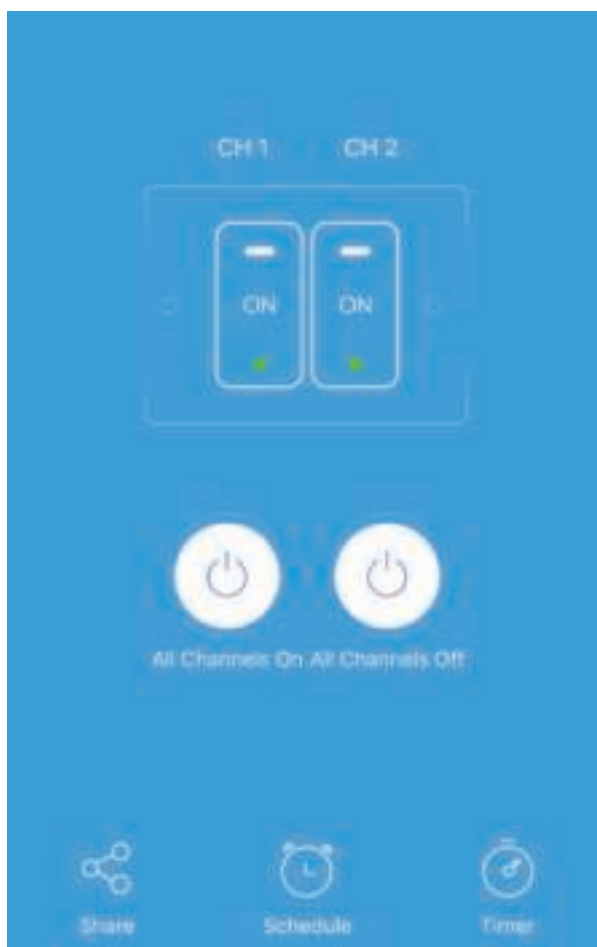 CH 1 CH 2
ON ON
All Channels On All Channels Off
Share Schedule Timer